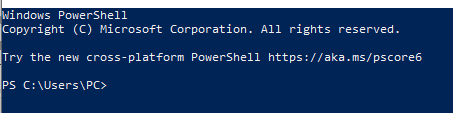 Windows PowerShell
Copyright (C) Microsoft Corporation. All rights reserved.
Try the new cross-platform PowerShell https://aka.ms/pscore6
PS C:\Users\PC>